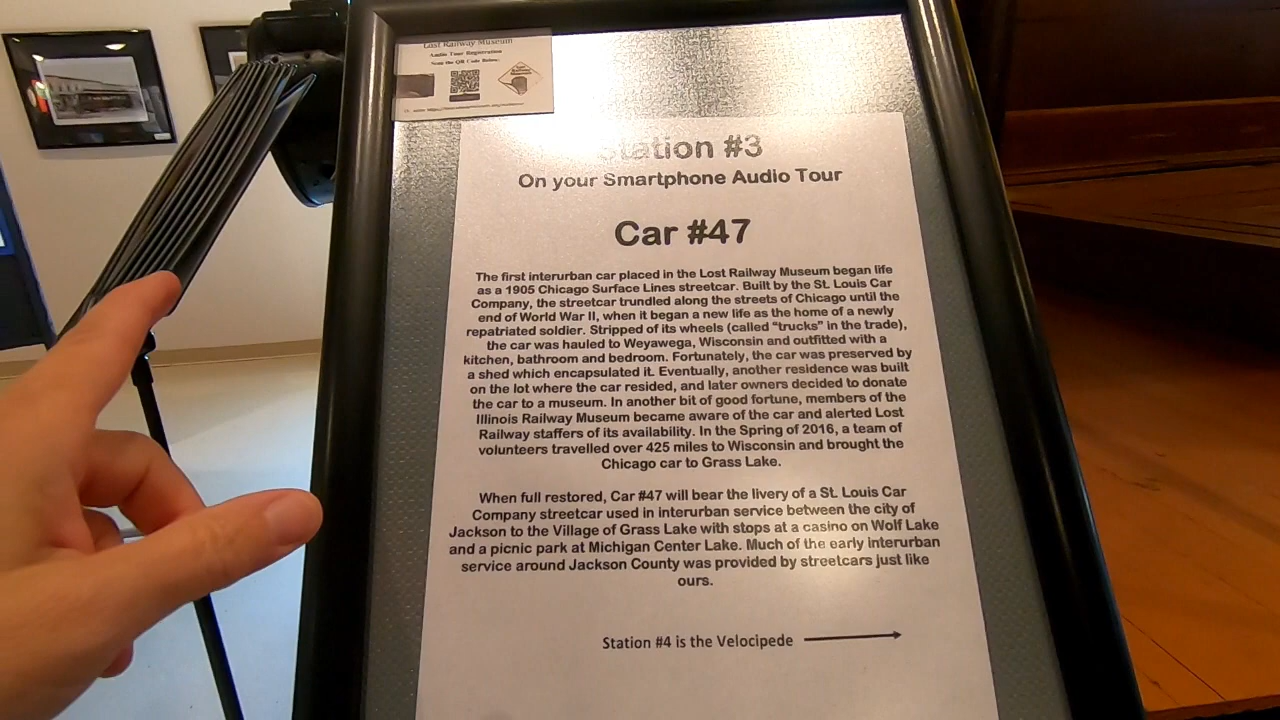 Lost Railway Museum
Audio Tour Registration
Scan the QR Code Below:
Station #3
On your Smartphone Audio Tour
Car #47
The first interurban car placed in the Lost Railway Museum began life
as a 1905 Chicago Surface Lines streetcar. Built by the St. Louis Car
Company, the streetcar trundled along the streets of Chicago until the
end of World War II, when it began a new life as the home of a newly
repatriated soldier. Stripped of its wheels (called "trucks" in the trade),
the car was hauled to Weyawega, Wisconsin and outfitted with a
kitchen, bathroom and bedroom. Fortunately, the car was preserved by
a shed which encapsulated it. Eventually, another residence was built
on the lot where the car resided, and later owners decided to donate
the car to a museum. In another bit of good fortune, members of the
Illinois Railway Museum became aware of the car and alerted Lost
Railway staffers of its availability. In the Spring of 2016, a team of
volunteers travelled over 425 miles to Wisconsin and brought the
Chicago car to Grass Lake.
When full restored, Car #47 will bear the livery of a St. Louis Car
Company streetcar used in interurban service between the city of
Jackson to the Village of Grass Lake with stops at a casino on Wolf Lake
and a picnic park at Michigan Center Lake. Much of the early interurban
service around Jackson County was provided by streetcars just like
ours.
Station #4 is the Velocipede